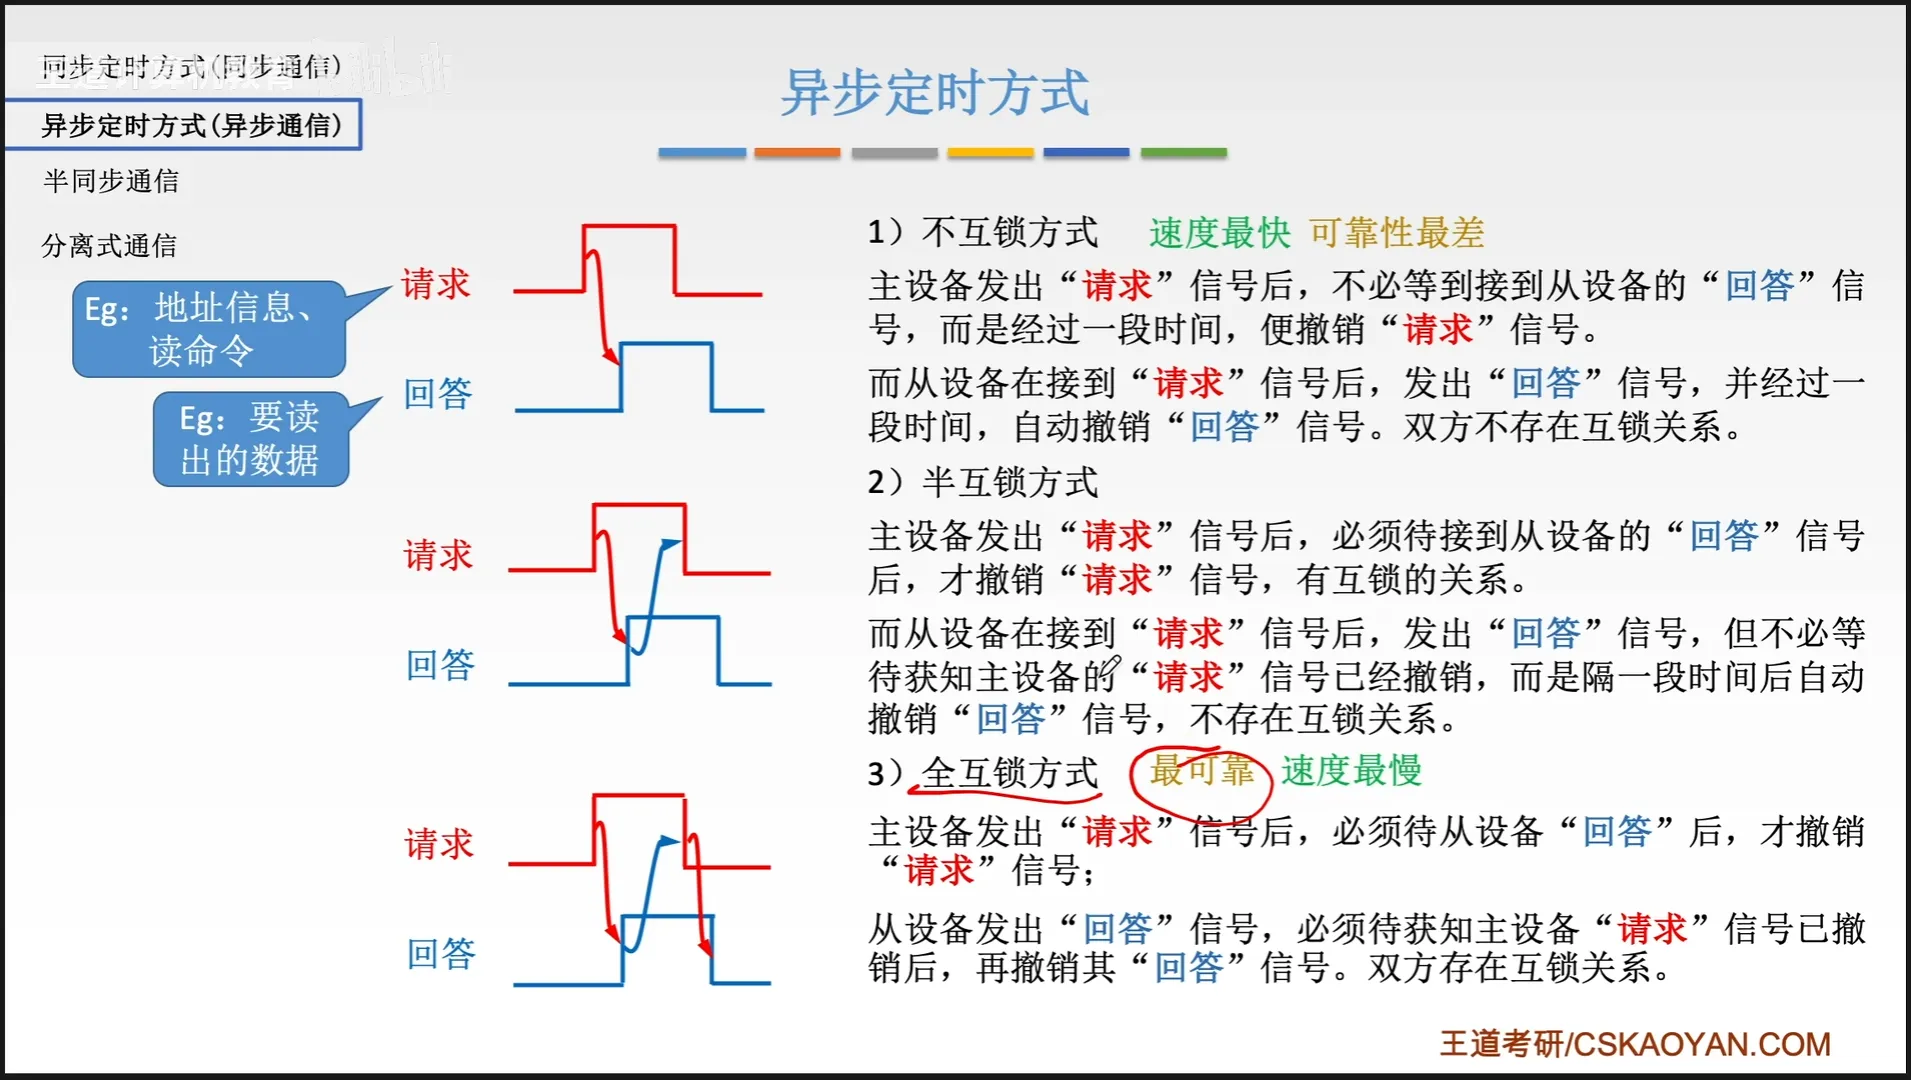 同步定时方式(同步通信)
王道计算机教育 bilibili
异步定时方式(异步通信)
半同步通信
分离式通信
异步定时方式
Eg：地址信息、
读命令
Eg：要读
出的数据
请求
回答
请求
回答
请求
回答
1）不互锁方式 速度最快 可靠性最差
主设备发出“请求”信号后，不必等到接到从设备的“回答”信
号，而是经过一段时间，便撤销“请求”信号。
而从设备在接到“请求”信号后，发出“回答”信号，并经过一
段时间，自动撤销“回答”信号。双方不存在互锁关系。
2）半互锁方式
主设备发出“请求”信号后，必须待接到从设备的“回答”信号
后，才撤销“请求”信号，有互锁的关系。
而从设备在接到“请求”信号后，发出“回答”信号，但不必等
待获知主设备的“请求”信号已经撤销，而是隔一段时间后自动
撤销“回答”信号，不存在互锁关系。
3）全互锁方式 最可靠 速度最慢
主设备发出“请求”信号后，必须待从设备“回答”后，才撤销
“请求”信号；
从设备发出“回答”信号，必须待获知主设备“请求”信号已撤
销后，再撤销其“回答”信号。双方存在互锁关系。
王道考研/CSKAOYAN.COM